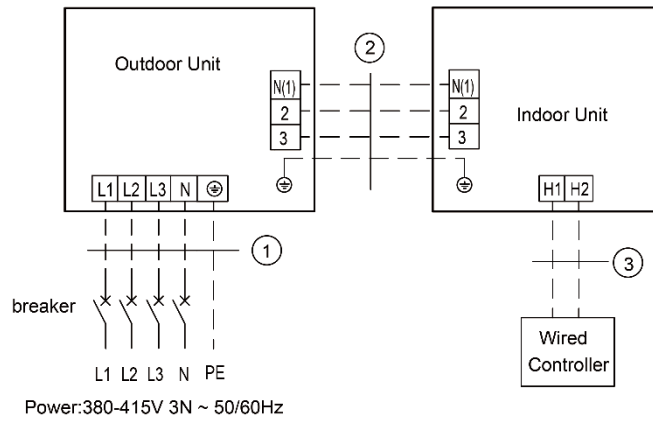 Outdoor Unit
N(1)
2
3
2
N(1)
2
3
Indoor Unit
L1 L2 L3 N
H1 H2
1
3
breaker
L1 L2 L3 N PE
Wired
Controller
Power:380-415V 3N ~ 50/60Hz